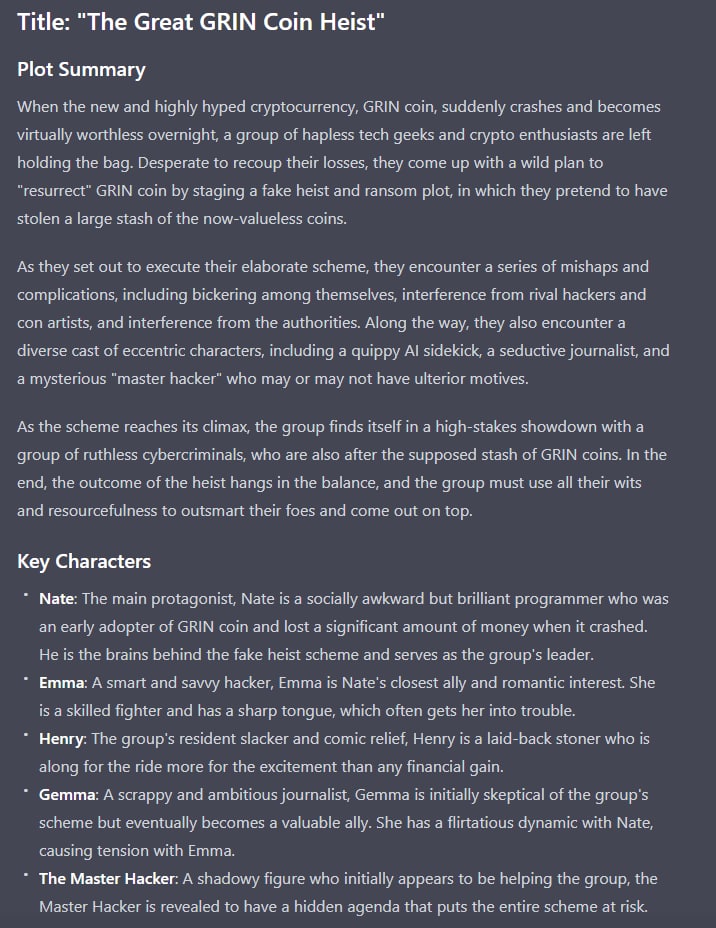 Title: "The Great GRIN Coin Heist"
Plot Summary
When the new and highly hyped cryptocurrency, GRIN coin, suddenly crashes and becomes
virtually worthless overnight, a group of hapless tech geeks and crypto enthusiasts are left
holding the bag. Desperate to recoup their losses, they come up with a wild plan to
"resurrect" GRIN coin by staging a fake heist and ransom plot, in which they pretend to have
stolen a large stash of the now-valueless coins.
As they set out to execute their elaborate scheme, they encounter a series of mishaps and
complications, including bickering among themselves, interference from rival hackers and
con artists, and interference from the authorities. Along the way, they also encounter a
diverse cast of eccentric characters, including a quippy AI sidekick, a seductive journalist, and
a mysterious "master hacker" who may or may not have ulterior motives.
As the scheme reaches its climax, the group finds itself in a high-stakes showdown with a
group of ruthless cybercriminals, who are also after the supposed stash of GRIN coins. In the
end, the outcome of the heist hangs in the balance, and the group must use all their wits
and resourcefulness to outsmart their foes and come out on top.
Key Characters
• Nate: The main protagonist, Nate is a socially awkward but brilliant programmer who was
an early adopter of GRIN coin and lost a significant amount of money when it crashed.
He is the brains behind the fake heist scheme and serves as the group's leader.
• Emma: A smart and savvy hacker, Emma is Nate's closest ally and romantic interest. She
is a skilled fighter and has a sharp tongue, which often gets her into trouble.
• Henry: The group's resident slacker and comic relief, Henry is a laid-back stoner who is
along for the ride more for the excitement than any financial gain.
• Gemma: A scrappy and ambitious journalist, Gemma is initially skeptical of the group's
scheme but eventually becomes a valuable ally. She has a flirtatious dynamic with Nate,
causing tension with Emma.
• The Master Hacker: A shadowy figure who initially appears to be helping the group, the
Master Hacker is revealed to have a hidden agenda that puts the entire scheme at risk.